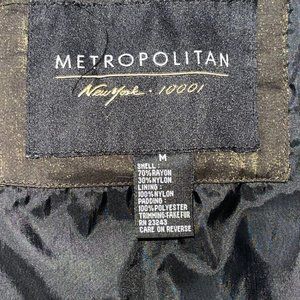 METROPOLITAN
New York · 10001
M
SHELL :
70%RAYON
30%NYLON
LINING :
100%NYLON
PADDING :
100%POLYESTER
TRIMMING:FAKE FUR
RN 23243
CARE ON REVERSE